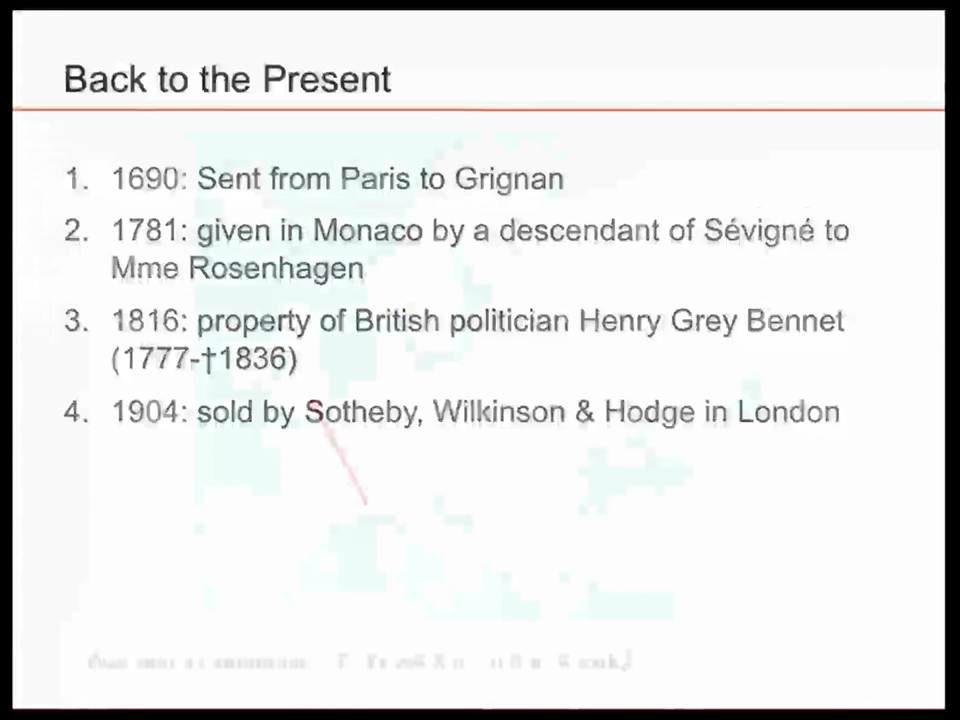 Back to the Present
1. 1690: Sent from Paris to Grignan
2. 1781: given in Monaco by a descendant of Sévigné to
Mme Rosenhagen
3. 1816: property of British politician Henry Grey Bennet
(1777-†1836)
4. 1904: sold by Sotheby, Wilkinson & Hodge in London